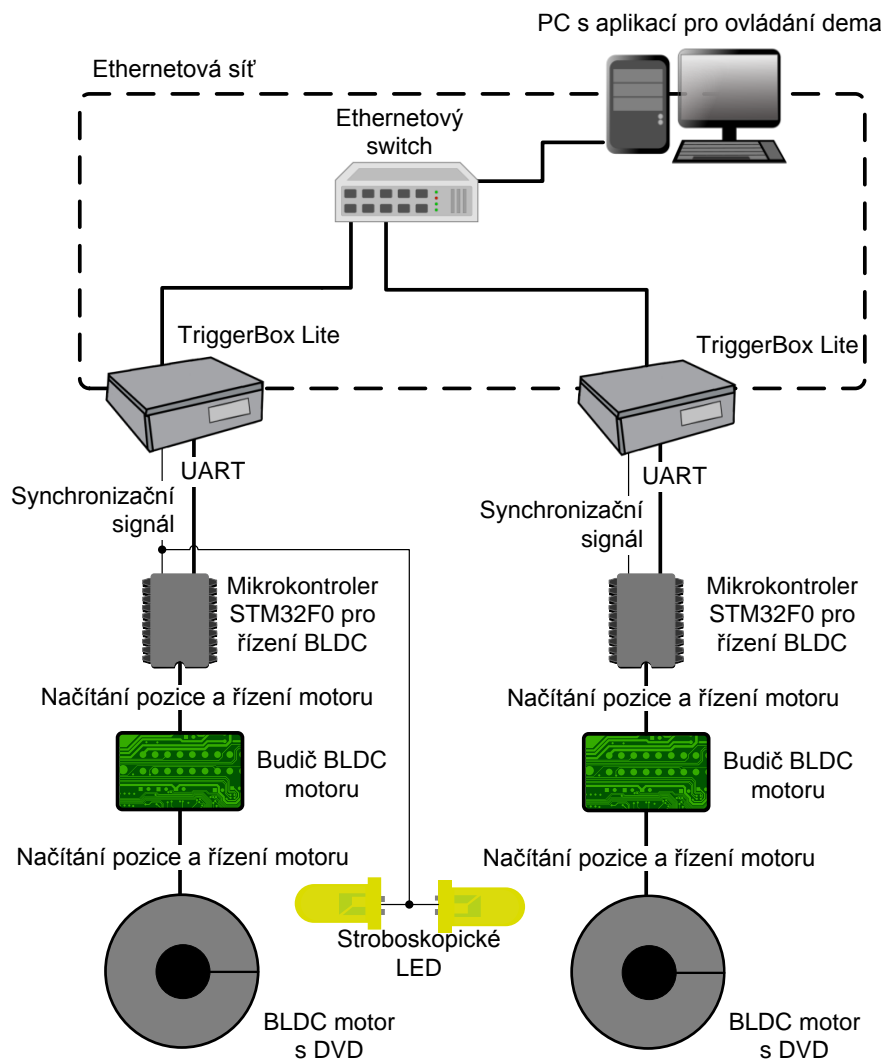 PC s aplikací pro ovládání dema
Ethernetová síť
Ethernetový
switch
TriggerBox Lite
TriggerBox Lite
UART
Synchronizační
signál
UART
Synchronizační
signál
Mikrokontroler
STM32F0 pro
řízení BLDC
Mikrokontroler
STM32F0 pro
řízení BLDC
Načítání pozice a řízení motoru
Načítání pozice a řízení motoru
Budič BLDC
motoru
Budič BLDC
motoru
Načítání pozice a řízení motoru
Načítání pozice a řízení motoru
Stroboskopické
LED
BLDC motor
s DVD
BLDC motor
s DVD